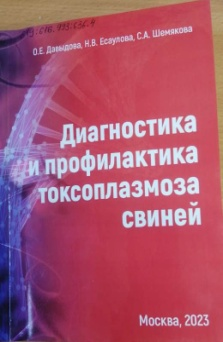 О.Е. Давыдова, Н.В. Есаулова, С.А. Шемякова
Диагностика
и профилактика
токсоплазмоза
свиней
Москва, 2023